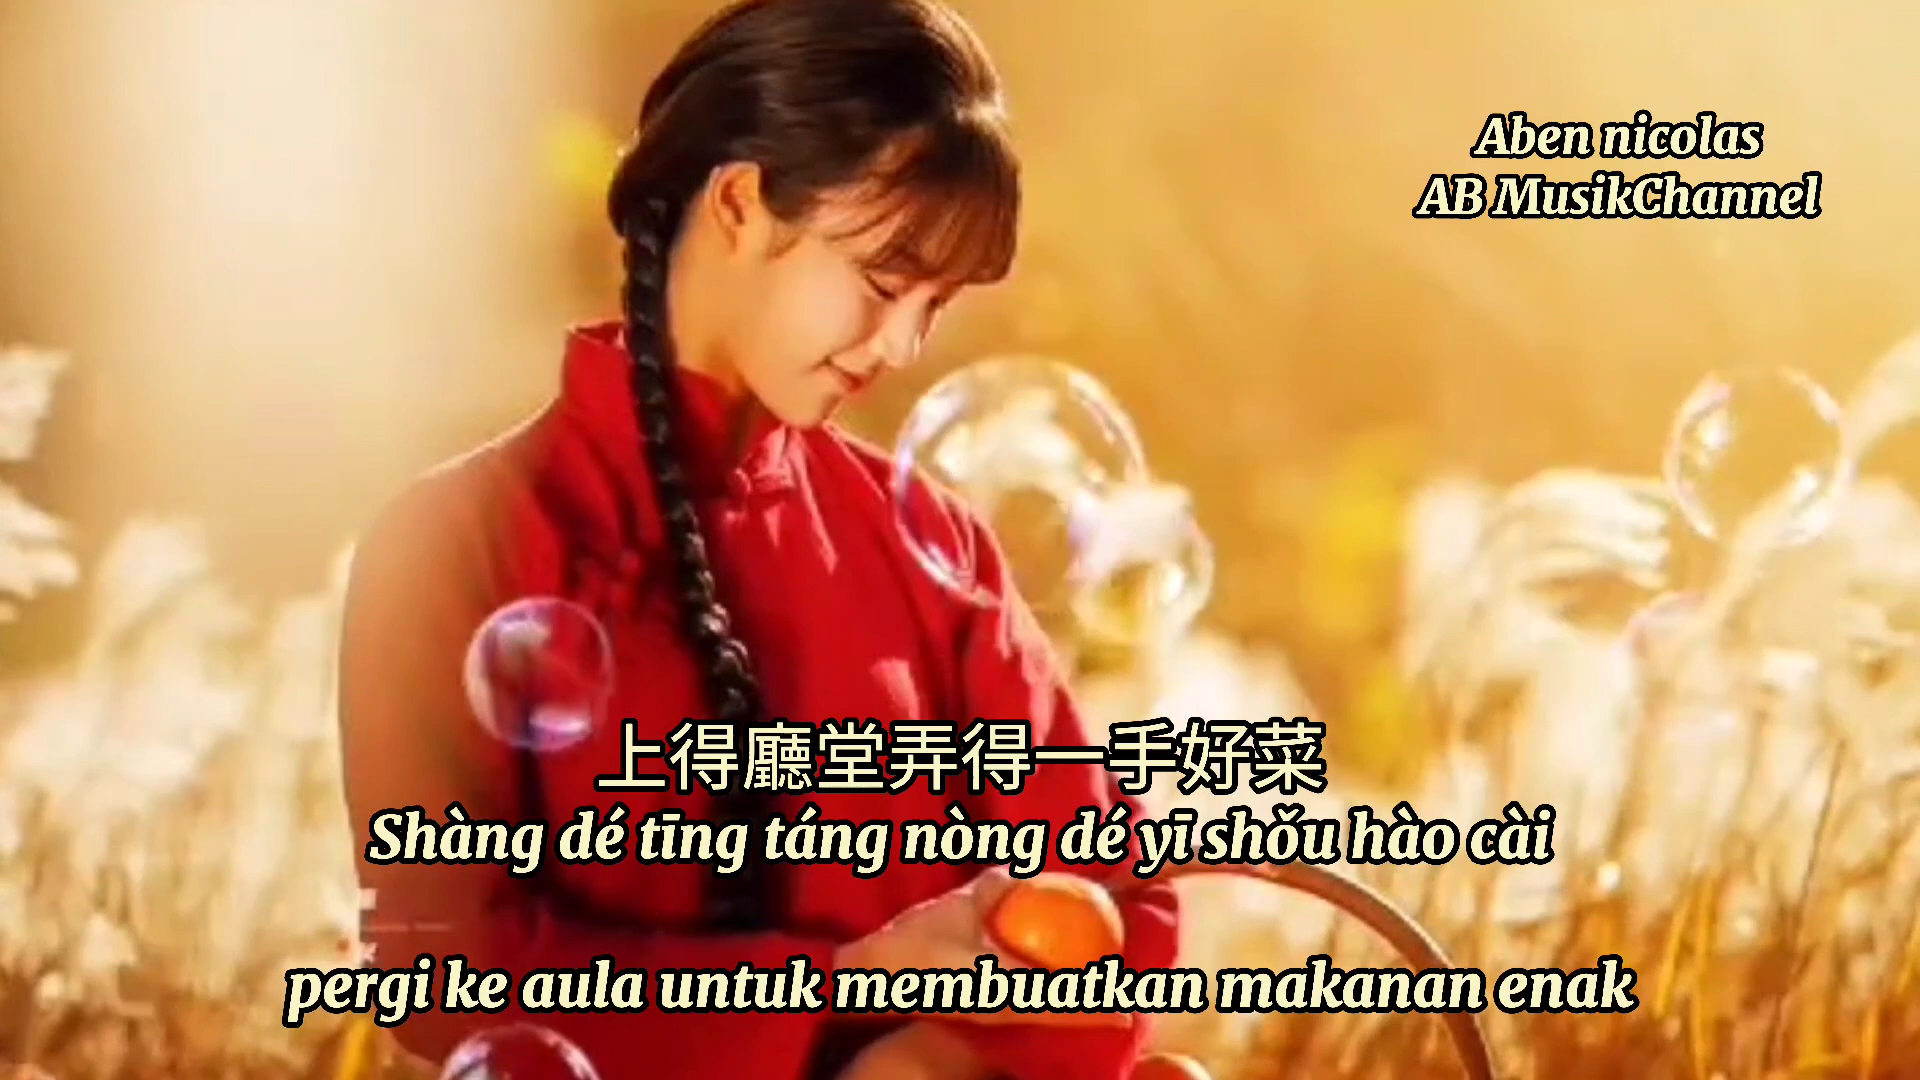 Aben nicolas
AB MusikChannel
上得廳堂弄得一手好菜
Shàng dé tīng táng nòng dé yī shǒu hào cài
pergi ke aula untuk membuatkan makanan enak